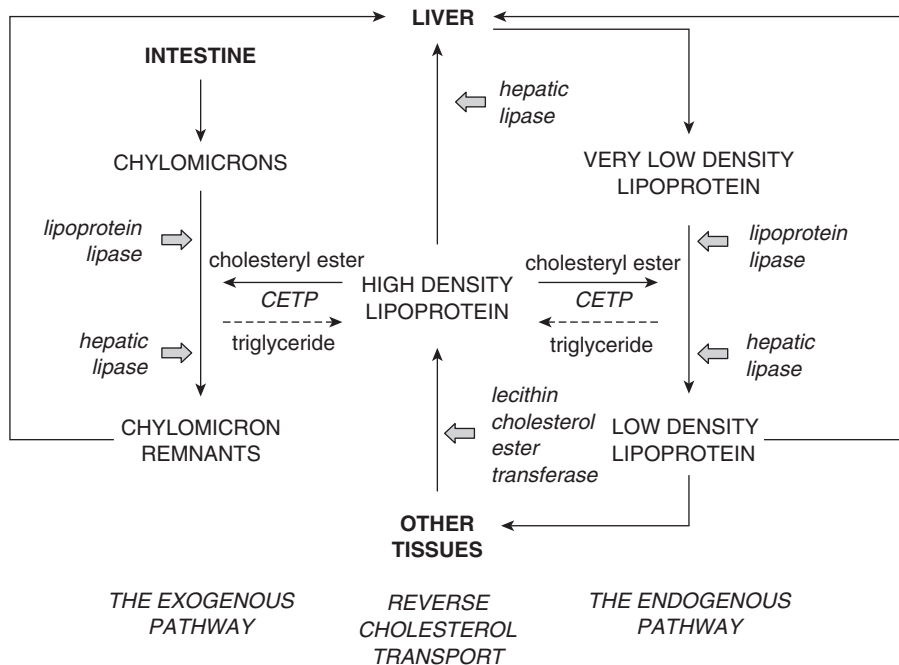 LIVER
INTESTINE
hepatic
lipase
CHYLOMICRONS
VERY LOW DENSITY
LIPOPROTEIN
lipoprotein
lipase
cholesteryl ester
CETP
triglyceride
HIGH DENSITY
LIPOPROTEIN
cholesteryl ester
CETP
triglyceride
lipoprotein
lipase
hepatic
lipase
hepatic
lipase
CHYLOMICRON
REMNANTS
lecithin
cholesterol
ester
transferase
LOW DENSITY
LIPOPROTEIN
OTHER
TISSUES
THE EXOGENOUS
PATHWAY
REVERSE
CHOLESTEROL
TRANSPORT
THE ENDOGENOUS
PATHWAY